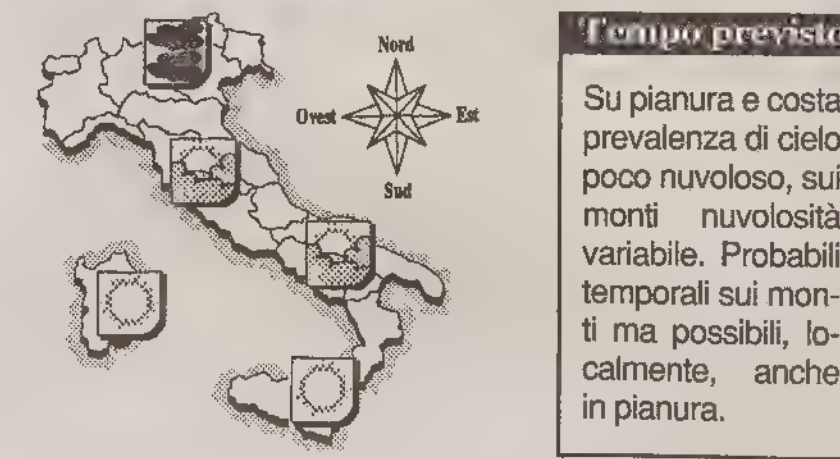 Nord
Ovest
Est
Sud
Tempo previsto
Su pianura e costa
prevalenza di cielo
poco nuvoloso, sui
monti nuvolosità
variabile. Probabili
temporali sui mon-
ti ma possibili, lo-
calmente, anche
in pianura.